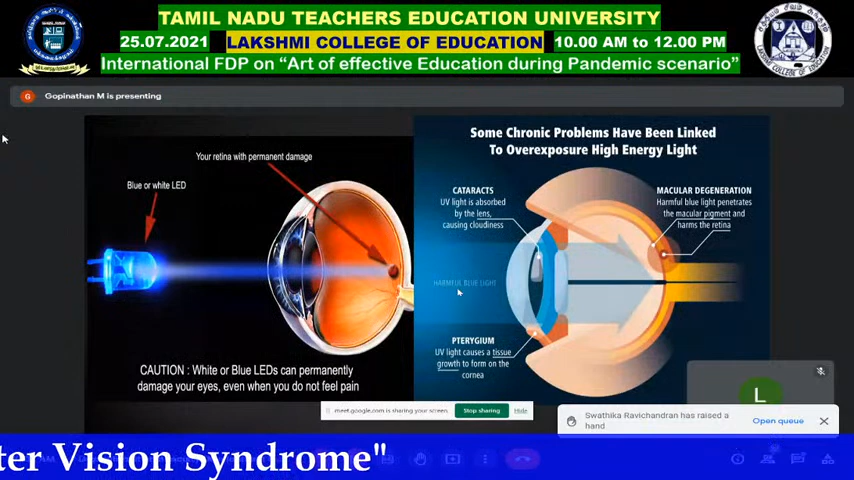 TAMIL NADU TEACHERS EDUCATION UNIVERSITY
25.07.2021 LAKSHMI COLLEGE OF EDUCATION 10.00 AM to 12.00 PM
International FDP on “Art of effective Education during Pandemic scenario”
G Gopinathan M is presenting
Your retina with permanent damage
Blue or white LED
CAUTION : White or Blue LEDs can permanently
damage your eyes, even when you do not feel pain
Some Chronic Problems Have Been Linked
To Overexposure High Energy Light
CATARACTS
UV light is absorbed
by the lens,
causing cloudiness
MACULAR DEGENERATION
Harmful blue light penetrates
the macular pigment and
harms the retina
HARMFUL BLUE LIGHT
PTERYGIUM
UV light causes a tissue
growth to form on the
cornea
L
meet.google.com is sharing your screen. Stop sharing Hide
Swathika Ravichandran has raised a
hand
Open queue
ter Vision Syndrome"